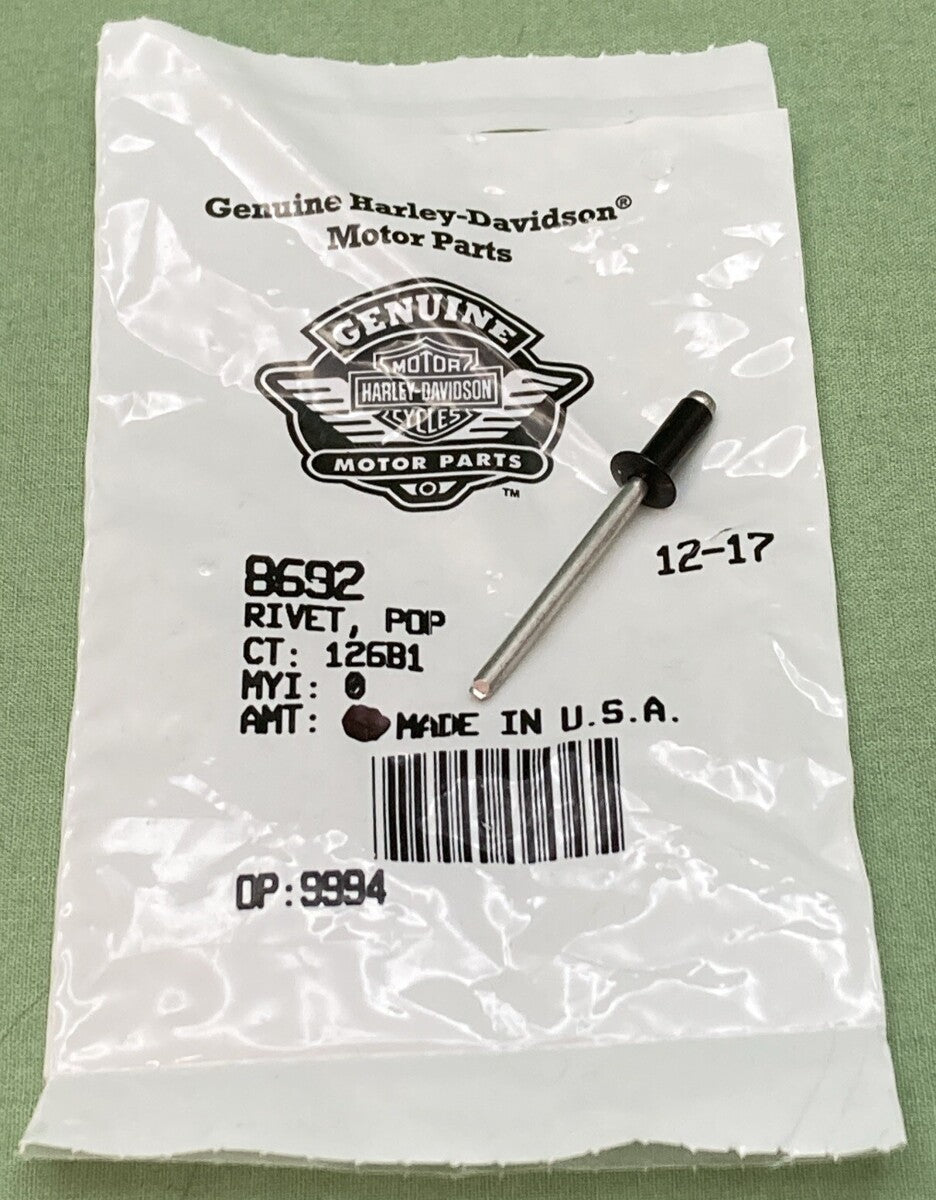 Genuine Harley-Davidson®
Motor Parts
GENUINE
MOTOR
HARLEY-DAVIDSON
CYCLES
MOTOR PARTS
TM
12-17
8692
RIVET, POP
CT: 126B1
MYI: 0
AMT: MADE IN U.S.A.
OP:9994